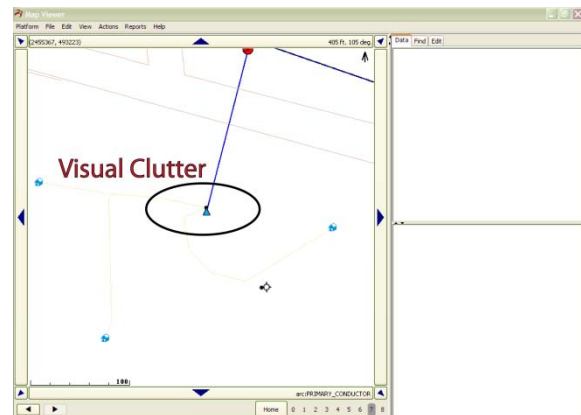 Map Viewer
Platform File Edit View Actions Reports Help
(2455367, 493223) 405 ft. 105 deg.
Data Find Edit
Visual Clutter
100
arc:PRIMARY_CONDUCTOR
Home 0 1 2 3 4 5 6 7 8